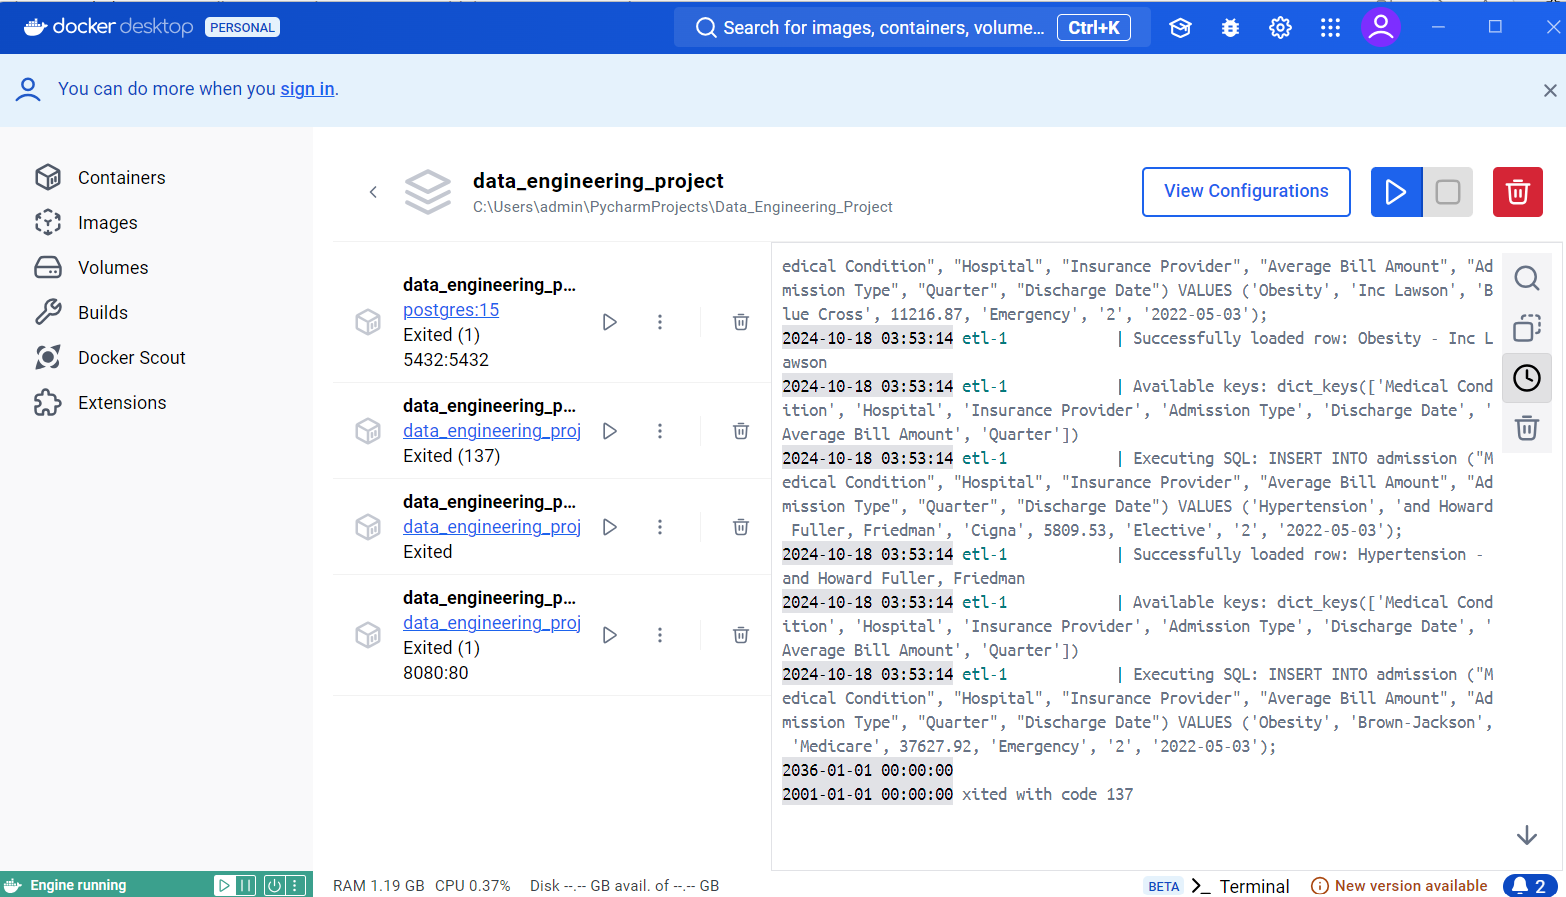 docker desktop PERSONAL
Search for images, containers, volume... Ctrl+K
You can do more when you sign in.
Containers
Images
Volumes
Builds
Docker Scout
Extensions
data_engineering_project
C:\Users\admin\PycharmProjects\Data_Engineering_Project
View Configurations
data_engineering_p...
postgres:15
Exited (1)
5432:5432
data_engineering_p...
data_engineering_proj
Exited (137)
data_engineering_p...
data_engineering_proj
Exited
data_engineering_p...
data_engineering_proj
Exited (1)
8080:80
edical Condition", "Hospital", "Insurance Provider", "Average Bill Amount", "Ad
mission Type", "Quarter", "Discharge Date") VALUES ('Obesity', 'Inc Lawson', 'B
lue Cross', 11216.87, 'Emergency', '2', '2022-05-03');
2024-10-18 03:53:14 etl-1 | Successfully loaded row: Obesity - Inc L
awson
2024-10-18 03:53:14 etl-1 | Available keys: dict_keys(['Medical Cond
ition', 'Hospital', 'Insurance Provider', 'Admission Type', 'Discharge Date', '
Average Bill Amount', 'Quarter'])
2024-10-18 03:53:14 etl-1 | Executing SQL: INSERT INTO admission ("M
edical Condition", "Hospital", "Insurance Provider", "Average Bill Amount", "Ad
mission Type", "Quarter", "Discharge Date") VALUES ('Hypertension', 'and Howard
Fuller, Friedman', 'Cigna', 5809.53, 'Elective', '2', '2022-05-03');
2024-10-18 03:53:14 etl-1 | Successfully loaded row: Hypertension -
and Howard Fuller, Friedman
2024-10-18 03:53:14 etl-1 | Available keys: dict_keys(['Medical Cond
ition', 'Hospital', 'Insurance Provider', 'Admission Type', 'Discharge Date', '
Average Bill Amount', 'Quarter'])
2024-10-18 03:53:14 etl-1 | Executing SQL: INSERT INTO admission ("M
edical Condition", "Hospital", "Insurance Provider", "Average Bill Amount", "Ad
mission Type", "Quarter", "Discharge Date") VALUES ('Obesity', 'Brown-Jackson',
'Medicare', 37627.92, 'Emergency', '2', '2022-05-03');
2036-01-01 00:00:00
2001-01-01 00:00:00 xited with code 137
Engine running
RAM 1.19 GB CPU 0.37% Disk --.-- GB avail. of --.-- GB
BETA >_ Terminal
New version available
2